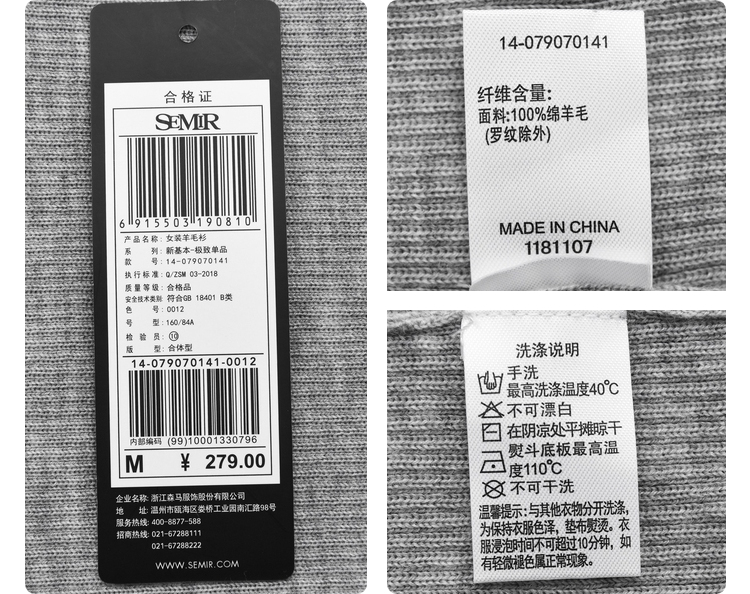 合格证
SEMIR
6 915503 190810
产品名称: 女装羊毛衫
系 列: 新基本-极致单品
款 号: 14-079070141
执行标准: Q/ZSM 03-2018
质量等级: 合格品
安全技术类别: 符合GB 18401 B类
色 号: 0012
号 型: 160/84A
检 验 员: ⑩
版 型: 合体型
14-079070141-0012
内部编码 (99)10001330796
M ¥ 279.00
企业名称: 浙江森马服饰股份有限公司
地 址: 温州市瓯海区娄桥工业园南汇路98号
服务热线: 400-8877-588
招商热线: 021-67288111
021-67288222
WWW.SEMIR.COM
14-079070141
纤维含量:
面料:100%绵羊毛
(罗纹除外)
MADE IN CHINA
1181107
洗涤说明
手洗
最高洗涤温度40℃
不可漂白
在阴凉处平摊晾干
熨斗底板最高温
度110℃
不可干洗
温馨提示: 与其他衣物分开洗涤,
为保持衣服色泽, 垫布熨烫。衣
服浸泡时间不可超过10分钟, 如
有轻微褪色属正常现象。